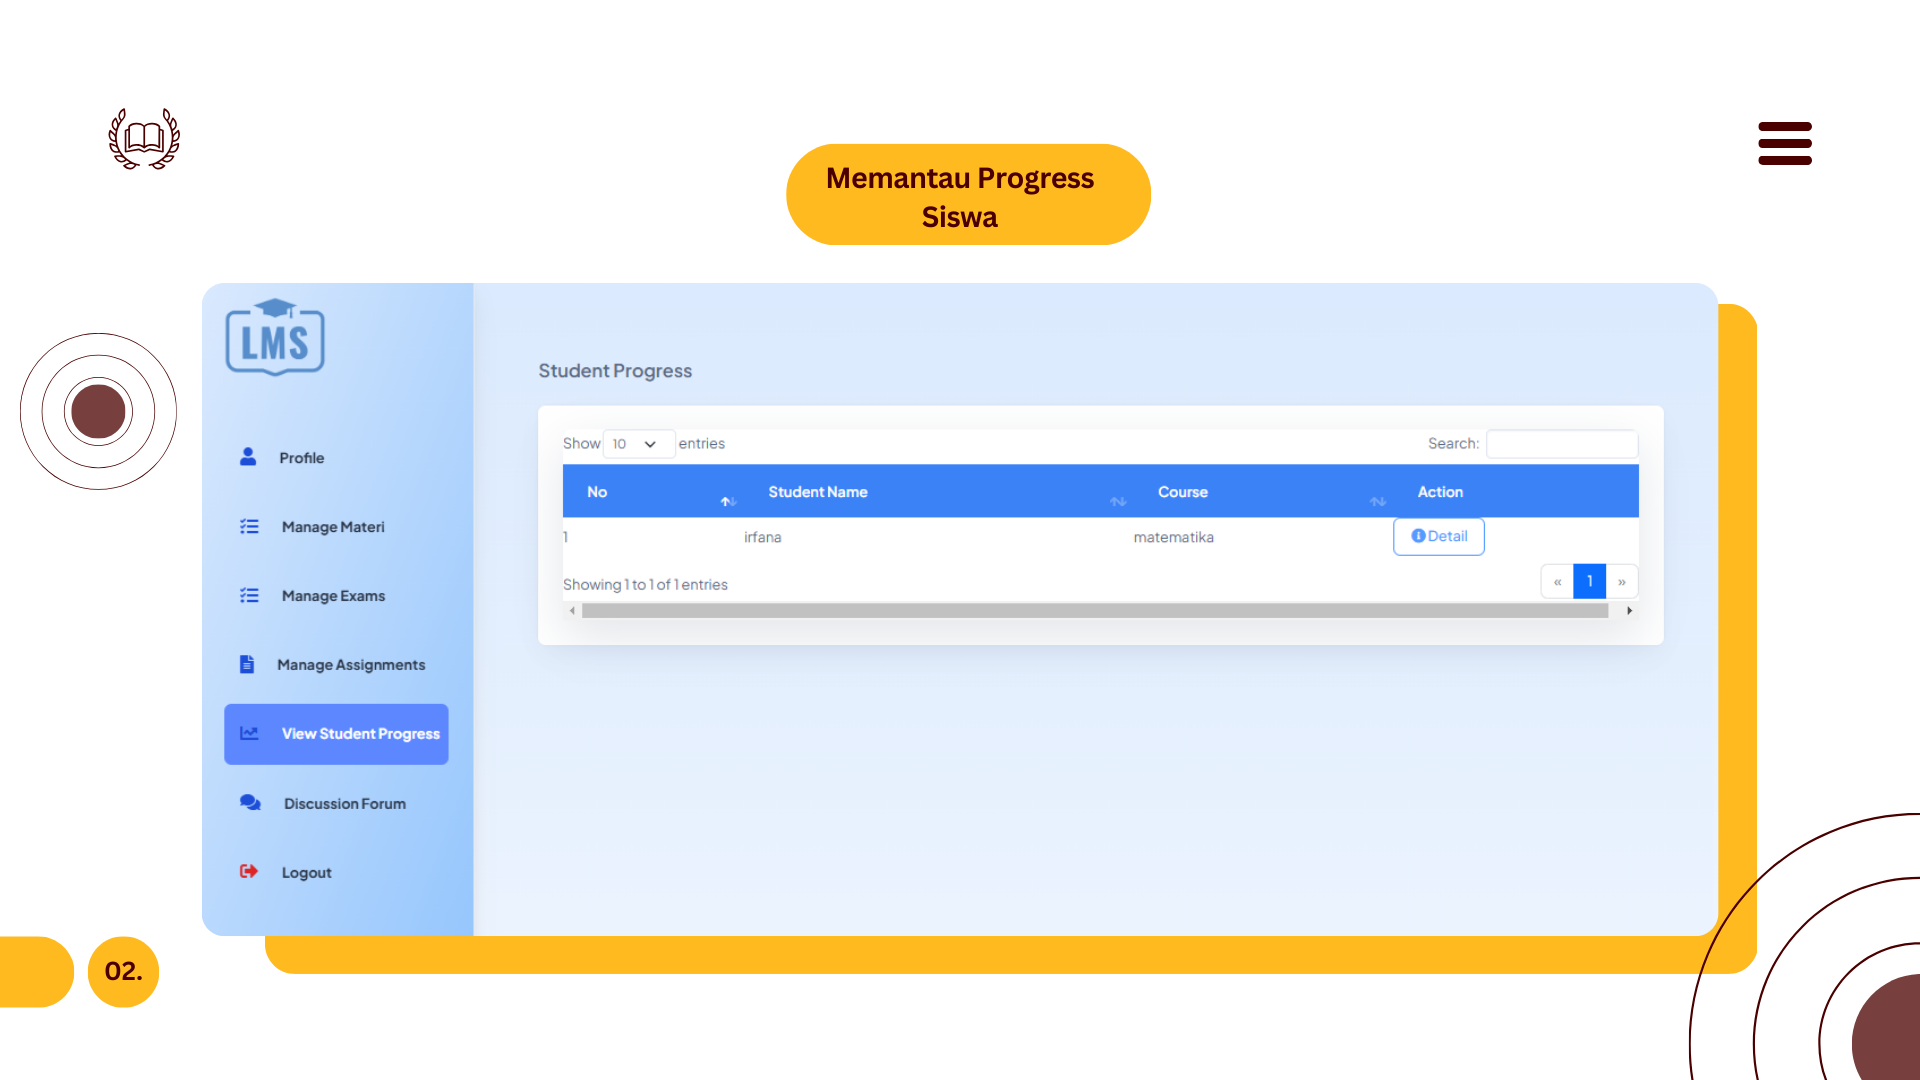 Memantau Progress
Siswa
LMS
Profile
Manage Materi
Manage Exams
Manage Assignments
View Student Progress
Discussion Forum
Logout
Student Progress
Show 10 entries
Search:
No Student Name Course Action
1 irfana matematika Detail
Showing 1 to 1 of 1 entries
« 1 »
02.